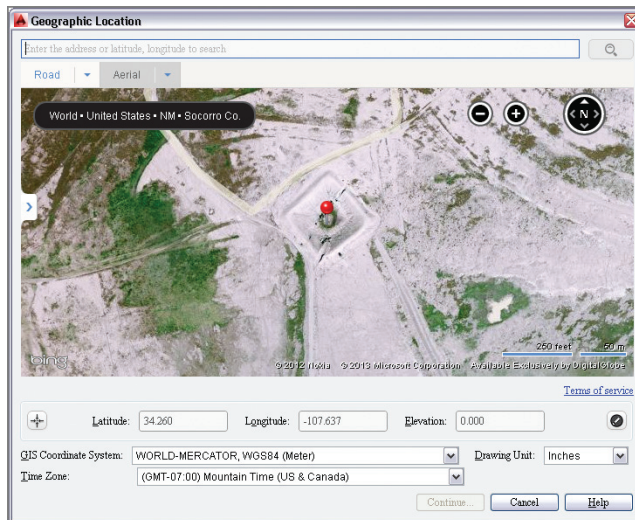 Geographic Location
Enter the address or latitude, longitude to search
Road
Aerial
World • United States • NM • Socorro Co.
N
250 feet 50 m
bing
© 2012 Nokia © 2013 Microsoft Corporation Available Exclusively by DigitalGlobe
Terms of service
Latitude: 34.260 Longitude: -107.637 Elevation: 0.000
GIS Coordinate System: WORLD-MERCATOR, WGS84 (Meter) Drawing Unit: Inches
Time Zone: (GMT-07:00) Mountain Time (US & Canada)
Continue... Cancel Help